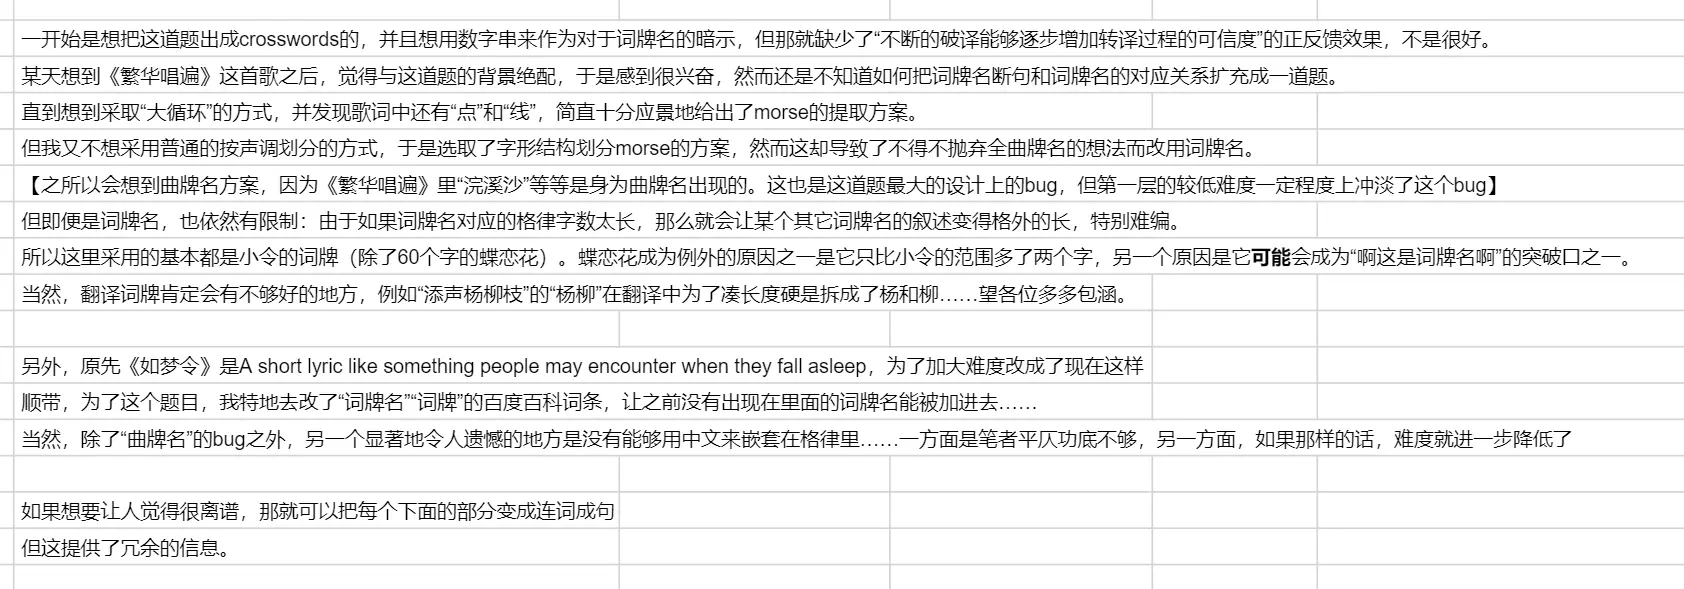 一开始是想把这道题出成crosswords的，并且想用数字串来作为对于词牌名的暗示，但那就缺少了“不断的破译能够逐步增加转译过程的可信度”的正反馈效果，不是很好。
某天想到《繁华唱遍》这首歌之后，觉得与这道题的背景绝配，于是感到很兴奋，然而还是不知道如何把词牌名断句和词牌名的对应关系扩充成一道题。
直到想到采取“大循环”的方式，并发现歌词中还有“点”和“线”，简直十分应景地给出了morse的提取方案。
但我又不想采用普通的按声调划分的方式，于是选取了字形结构划分morse的方案，然而这却导致了不得不抛弃全曲牌名的想法而改用词牌名。
【之所以会想到曲牌名方案，因为《繁华唱遍》里“浣溪沙”等等是身为曲牌名出现的。这也是这道题最大的设计上的bug，但第一层的较低难度一定程度上冲淡了这个bug】
但即便是词牌名，也依然有限制：由于如果词牌名对应的格律字数太长，那么就会让某个其它词牌名的叙述变得格外的长，特别难编。
所以这里采用的基本都是小令的词牌（除了60个字的蝶恋花）。蝶恋花成为例外的原因之一是它只比小令的范围多了两个字，另一个原因是它可能会成为“啊这是词牌名啊”的突破口之一。
当然，翻译词牌肯定会有不够好的地方，例如“添声杨柳枝”的“杨柳”在翻译中为了凑长度硬是拆成了杨和柳……望各位多多包涵。
另外，原先《如梦令》是A short lyric like something people may encounter when they fall asleep，为了加大难度改成了现在这样
顺带，为了这个题目，我特地去改了“词牌名”“词牌”的百度百科词条，让之前没有出现在里面的词牌名能被加进去……
当然，除了“曲牌名”的bug之外，另一个显著地令人遗憾的地方是没有能够用中文来嵌套在格律里……一方面是笔者平仄功底不够，另一方面，如果那样的话，难度就进一步降低了
如果想要让人觉得很离谱，那就可以把每个下面的部分变成连词成句
但这提供了冗余的信息。